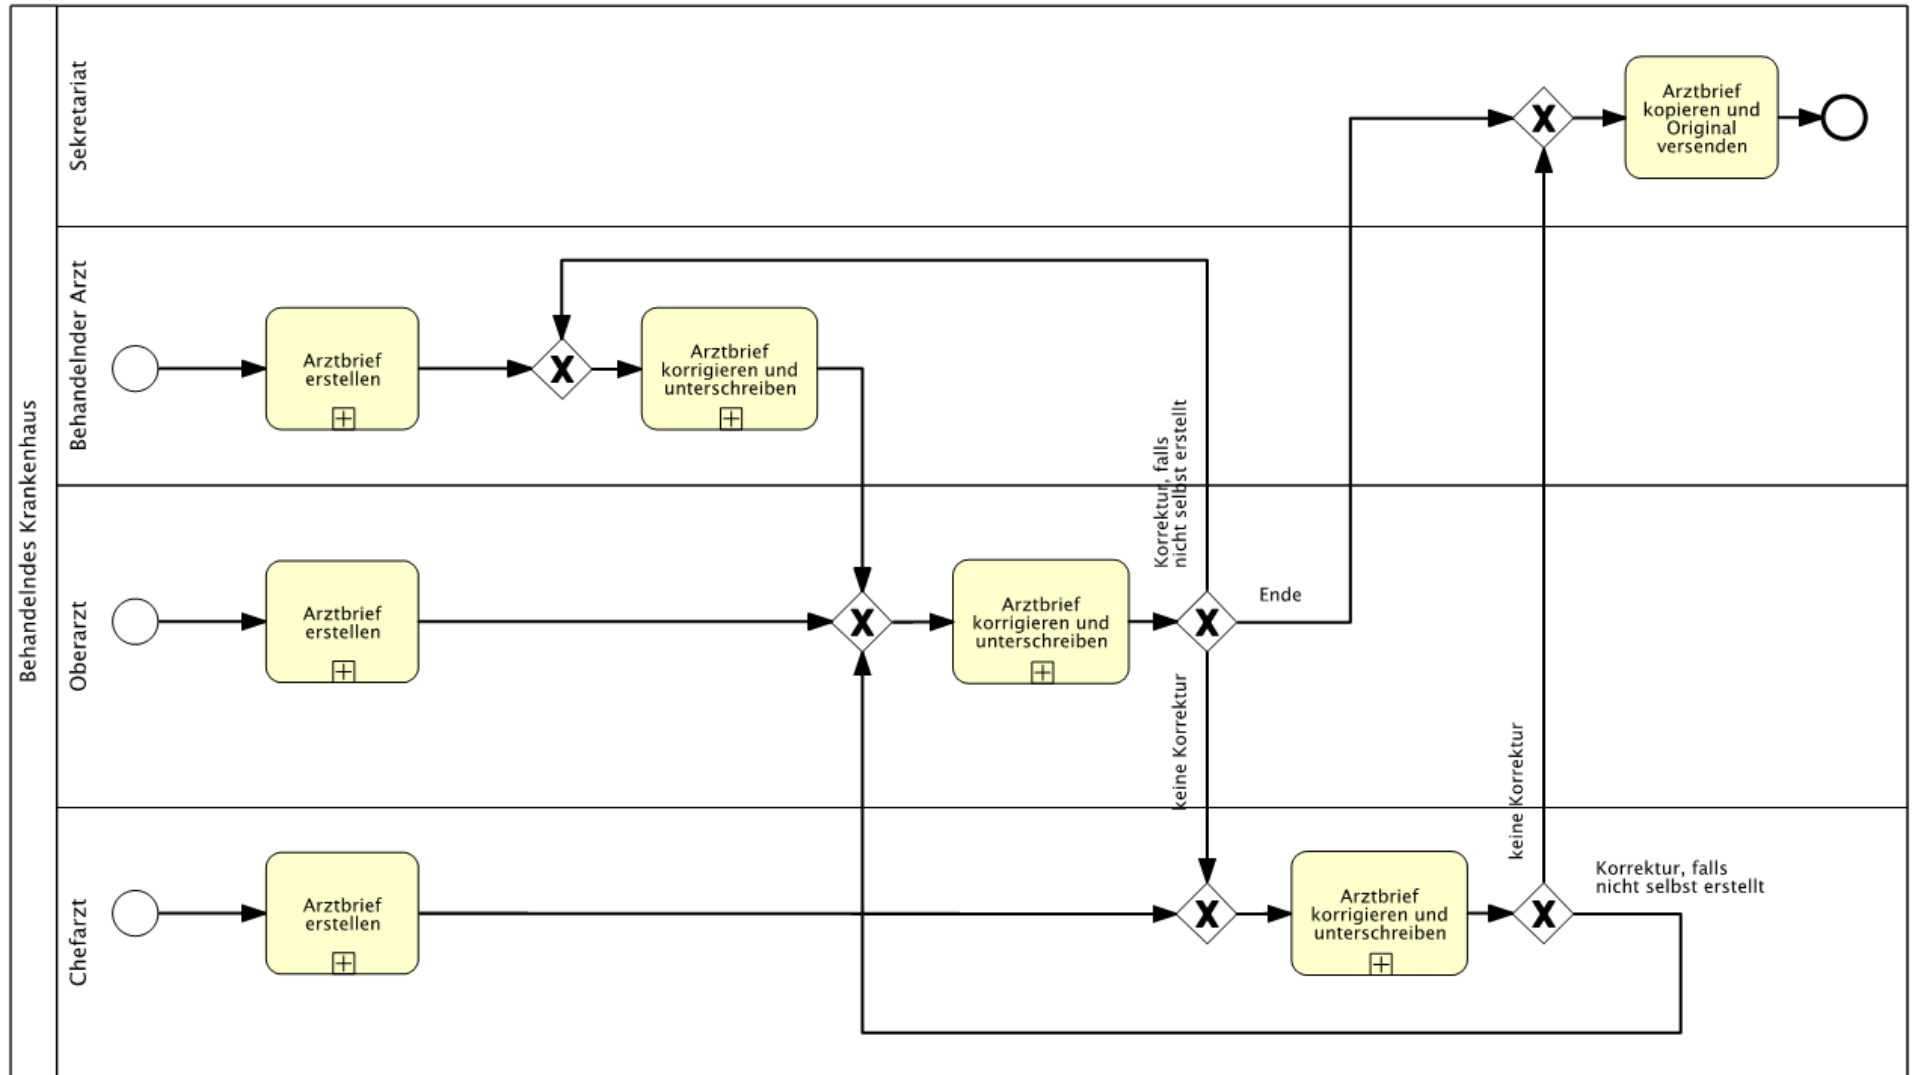 Behandelndes Krankenhaus
Sekretariat
Arztbrief
kopieren und
Original
versenden
Behandelnder Arzt
Arztbrief
erstellen
Arztbrief
korrigieren und
unterschreiben
Korrektur, falls
nicht selbst erstellt
Oberarzt
Arztbrief
erstellen
Arztbrief
korrigieren und
unterschreiben
Ende
keine Korrektur
Chefarzt
Arztbrief
erstellen
Arztbrief
korrigieren und
unterschreiben
keine Korrektur
Korrektur, falls
nicht selbst erstellt